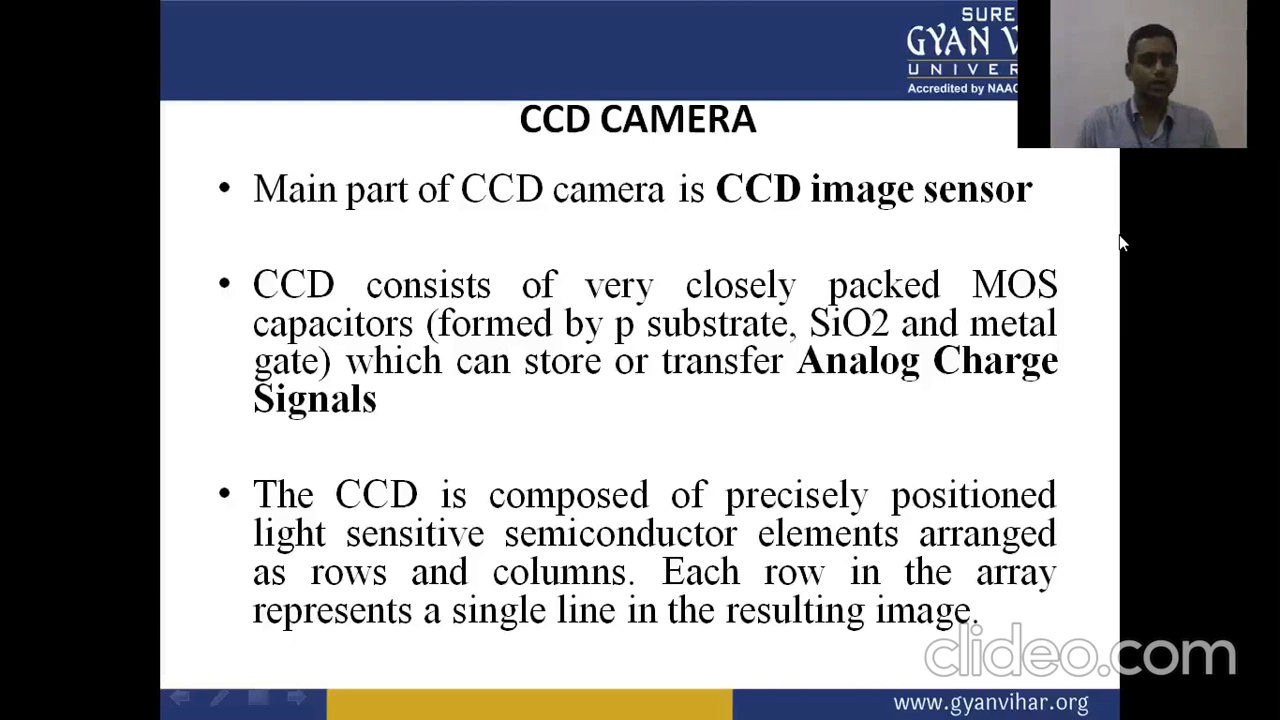 SURE
GYAN V
UNIVER
Accredited by NAAC
CCD CAMERA
• Main part of CCD camera is CCD image sensor
• CCD consists of very closely packed MOS
capacitors (formed by p substrate, SiO2 and metal
gate) which can store or transfer Analog Charge
Signals
• The CCD is composed of precisely positioned
light sensitive semiconductor elements arranged
as rows and columns. Each row in the array
represents a single line in the resulting image.
clideo.com
www.gyanvihar.org